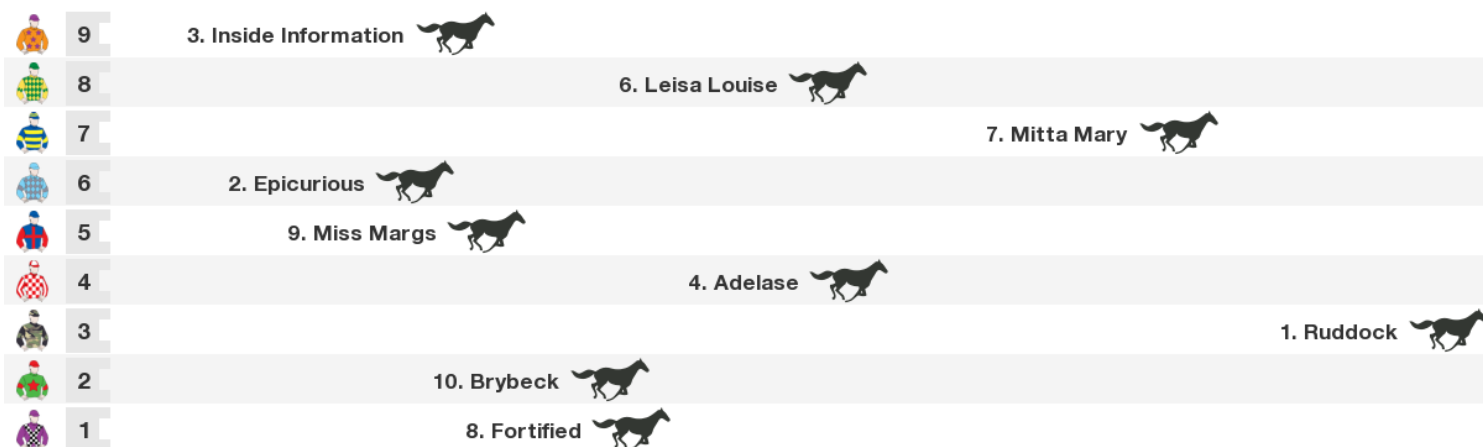 9 3. Inside Information
8 6. Leisa Louise
7 7. Mitta Mary
6 2. Epicurious
5 9. Miss Margs
4 4. Adelase
3 1. Ruddock
2 10. Brybeck
1 8. Fortified